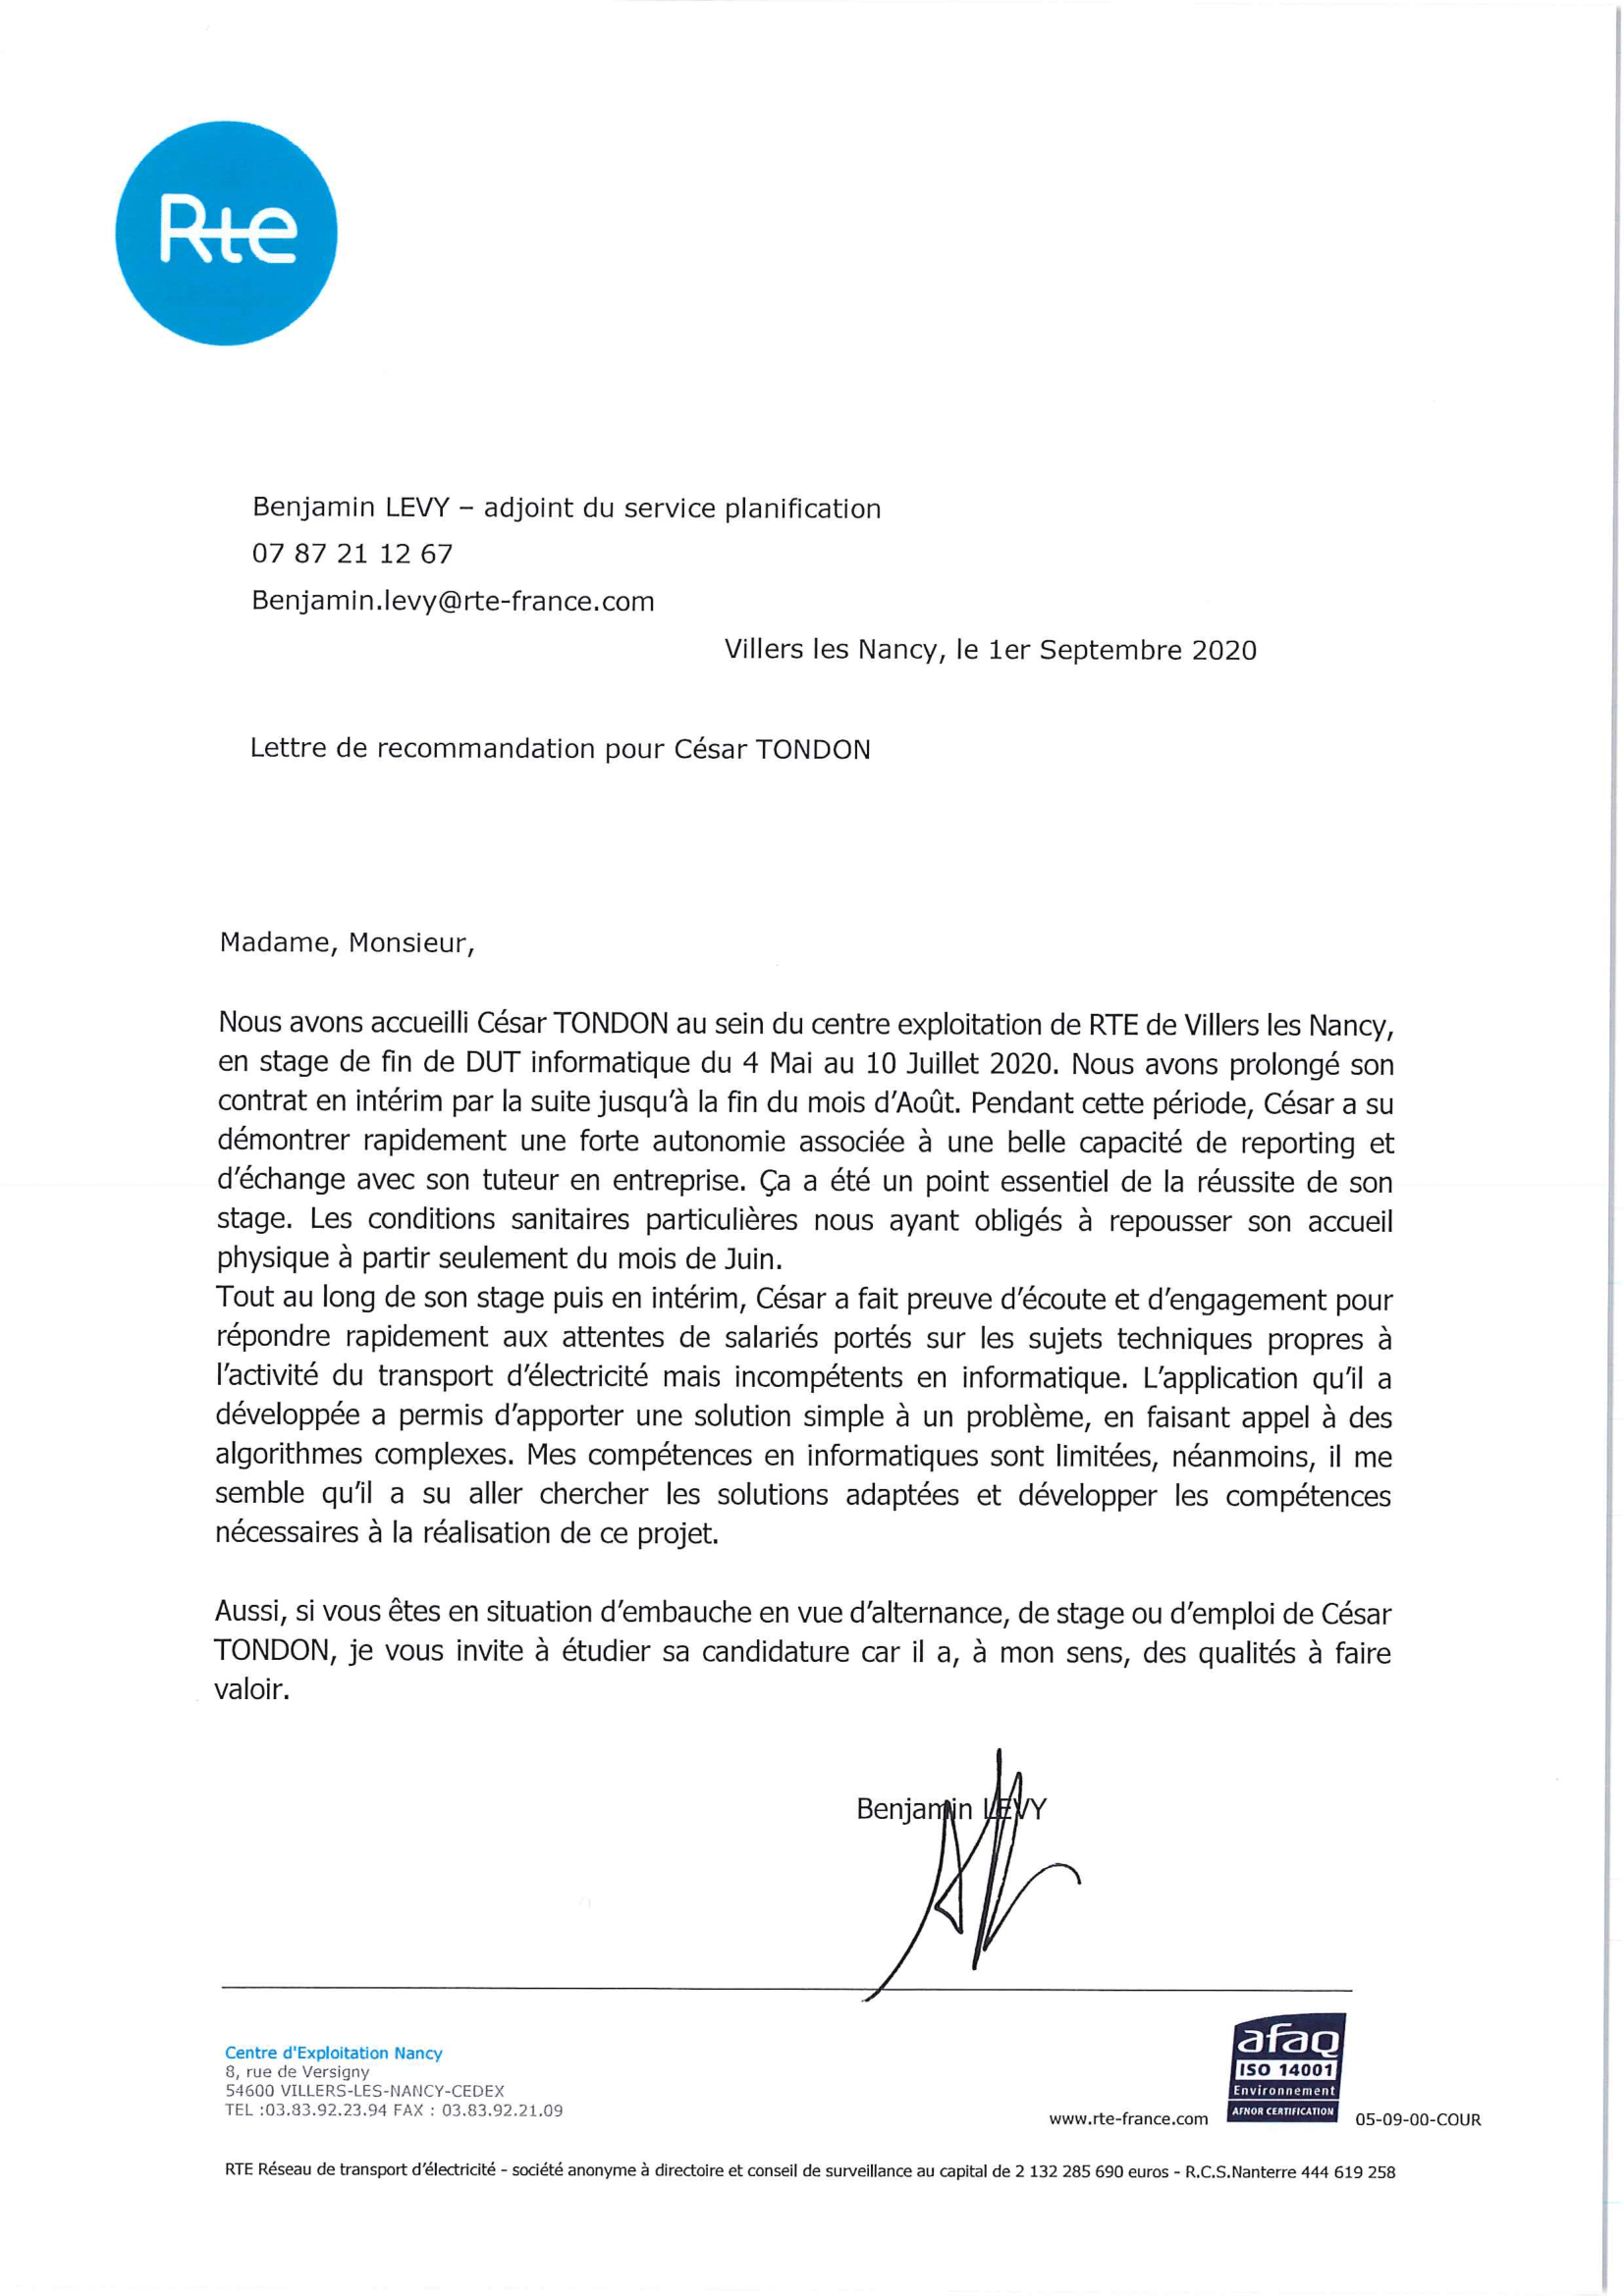 Rte
Benjamin LEVY – adjoint du service planification
07 87 21 12 67
Benjamin.levy@rte-france.com
Villers les Nancy, le 1er Septembre 2020
Lettre de recommandation pour César TONDON
Madame, Monsieur,
Nous avons accueilli César TONDON au sein du centre exploitation de RTE de Villers les Nancy,
en stage de fin de DUT informatique du 4 Mai au 10 Juillet 2020. Nous avons prolongé son
contrat en intérim par la suite jusqu'à la fin du mois d'Août. Pendant cette période, César a su
démontrer rapidement une forte autonomie associée à une belle capacité de reporting et
d'échange avec son tuteur en entreprise. Ça a été un point essentiel de la réussite de son
stage. Les conditions sanitaires particulières nous ayant obligés à repousser son accueil
physique à partir seulement du mois de Juin.
Tout au long de son stage puis en intérim, César a fait preuve d'écoute et d'engagement pour
répondre rapidement aux attentes de salariés portés sur les sujets techniques propres à
l'activité du transport d'électricité mais incompétents en informatique. L'application qu'il a
développée a permis d'apporter une solution simple à un problème, en faisant appel à des
algorithmes complexes. Mes compétences en informatiques sont limitées, néanmoins, il me
semble qu'il a su aller chercher les solutions adaptées et développer les compétences
nécessaires à la réalisation de ce projet.
Aussi, si vous êtes en situation d'embauche en vue d'alternance, de stage ou d'emploi de César
TONDON, je vous invite à étudier sa candidature car il a, à mon sens, des qualités à faire
valoir.
Benjamin LEVY
Centre d'Exploitation Nancy
8, rue de Versigny
54600 VILLERS-LES-NANCY-CEDEX
TEL :03.83.92.23.94 FAX : 03.83.92.21.09
www.rte-france.com
afaq
ISO 14001
Environnement
AFNOR CERTIFICATION
05-09-00-COUR
RTE Réseau de transport d'électricité - société anonyme à directoire et conseil de surveillance au capital de 2 132 285 690 euros - R.C.S.Nanterre 444 619 258